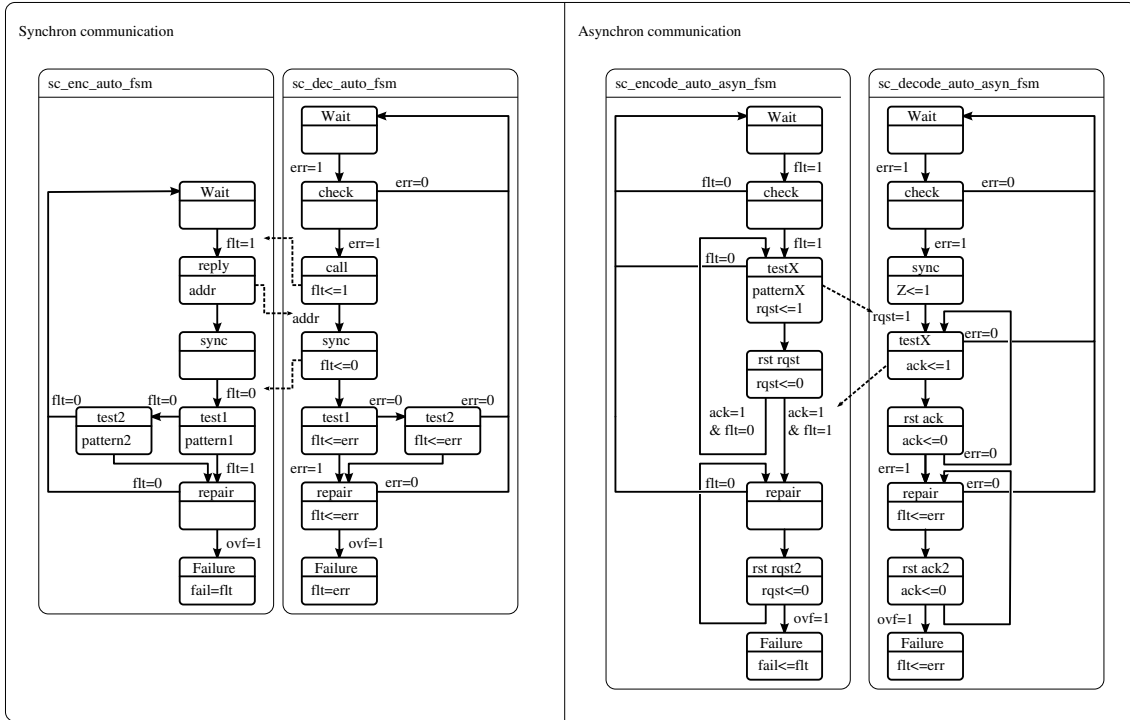 Synchron communication
sc_enc_auto_fsm
Wait
flt=1
reply
addr
sync
flt=0
flt=0
flt=0
test2
pattern2
test1
pattern1
flt=1
flt=0
repair
ovf=1
Failure
fail=flt
sc_dec_auto_fsm
Wait
err=1
check
err=0
err=1
call
flt<=1
addr
sync
flt<=0
err=0
err=0
test1
flt<=err
test2
flt<=err
err=1
repair
flt<=err
err=0
ovf=1
Failure
flt=err
Asynchron communication
sc_encode_auto_asyn_fsm
Wait
flt=1
flt=0
check
flt=1
flt=0
testX
patternX
rqst<=1
rst rqst
rqst<=0
ack=1
& flt=0
ack=1
& flt=1
flt=0
repair
rst rqst2
rqst<=0
ovf=1
Failure
fail<=flt
sc_decode_auto_asyn_fsm
Wait
err=1
check
err=0
err=1
sync
Z<=1
rqst=1
testX
ack<=1
err=0
rst ack
ack<=0
err=0
err=1
repair
flt<=err
err=0
rst ack2
ack<=0
ovf=1
Failure
flt<=err